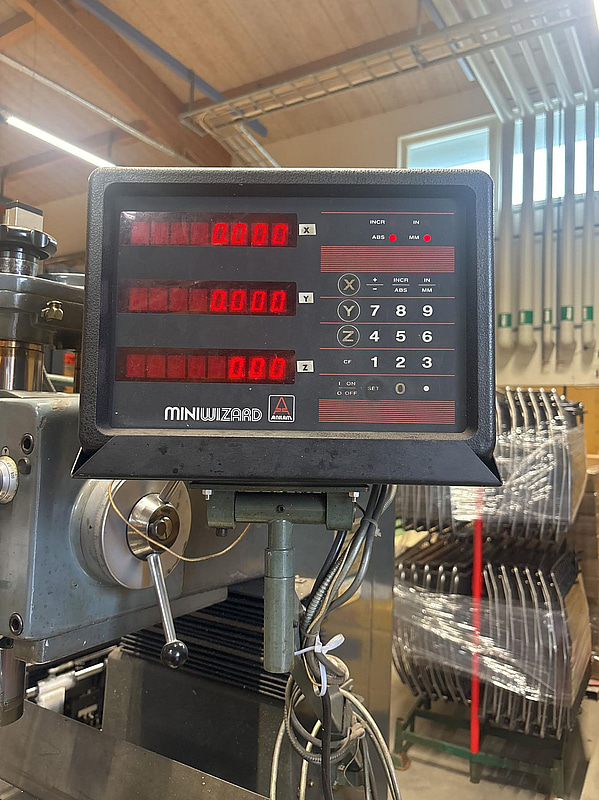 0.000 X
0.000 Y
0.00 Z
INCR IN
ABS MM
X + - INCR ABS IN MM
Y 7 8 9
Z 4 5 6
CF 1 2 3
I ON O OFF SET 0 .
MINIWIZARD
ANILAM